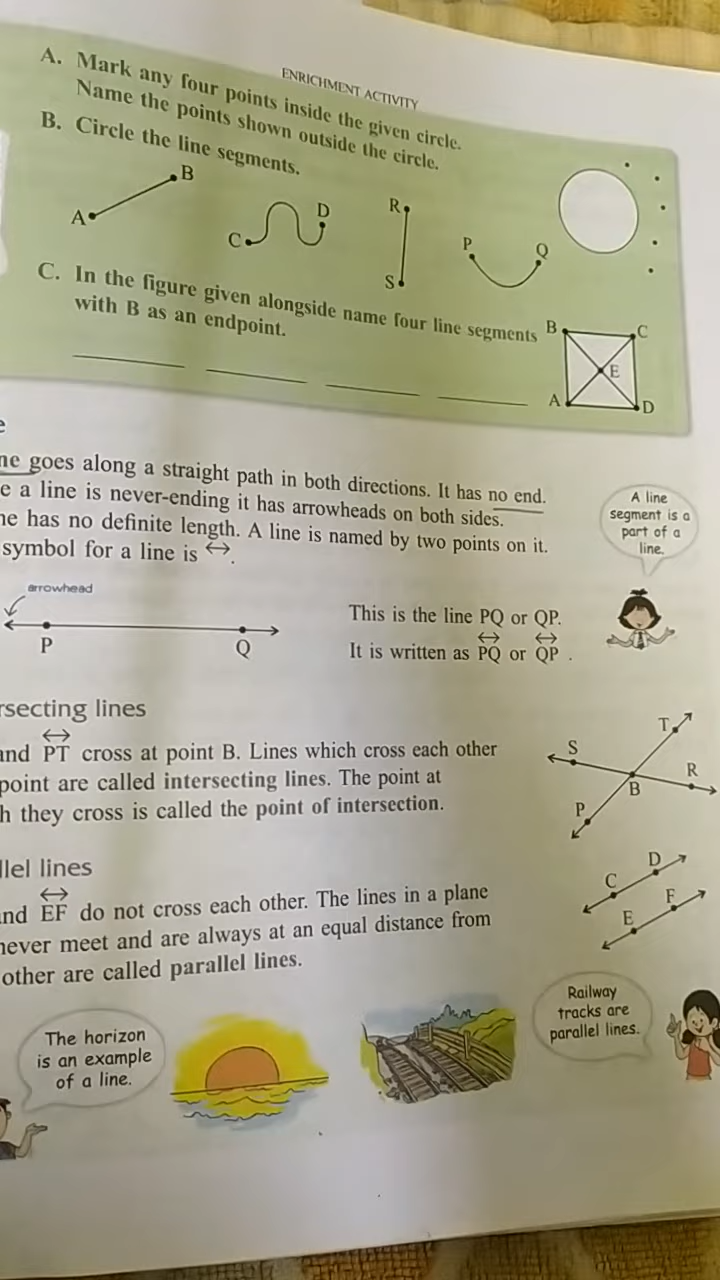 ENRICHMENT ACTIVITY
A. Mark any four points inside the given circle.
Name the points shown outside the circle.
B. Circle the line segments.
A B
C D
R S
P Q
C. In the figure given alongside name four line segments
with B as an endpoint.
B C
E
A D
goes along a straight path in both directions. It has no end.
a line is never-ending it has arrowheads on both sides.
has no definite length. A line is named by two points on it.
symbol for a line is ↔.
A line
segment is a
part of a
line.
arrowhead
P Q
This is the line PQ or QP.
It is written as PQ or QP .
lines
and PT cross at point B. Lines which cross each other
point are called intersecting lines. The point at
they cross is called the point of intersection.
T
S
R
B
P
lines
EF do not cross each other. The lines in a plane
never meet and are always at an equal distance from
other are called parallel lines.
D
C
F
E
The horizon
is an example
of a line.
Railway
tracks are
parallel lines.